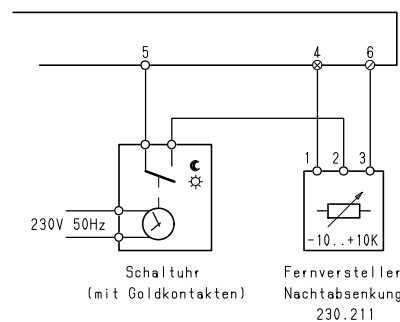 5 4 6
1 2 3
230V 50Hz
-10..+10K
Schaltuhr
(mit Goldkontakten)
Fernversteller
Nachtabsenkung
230.211